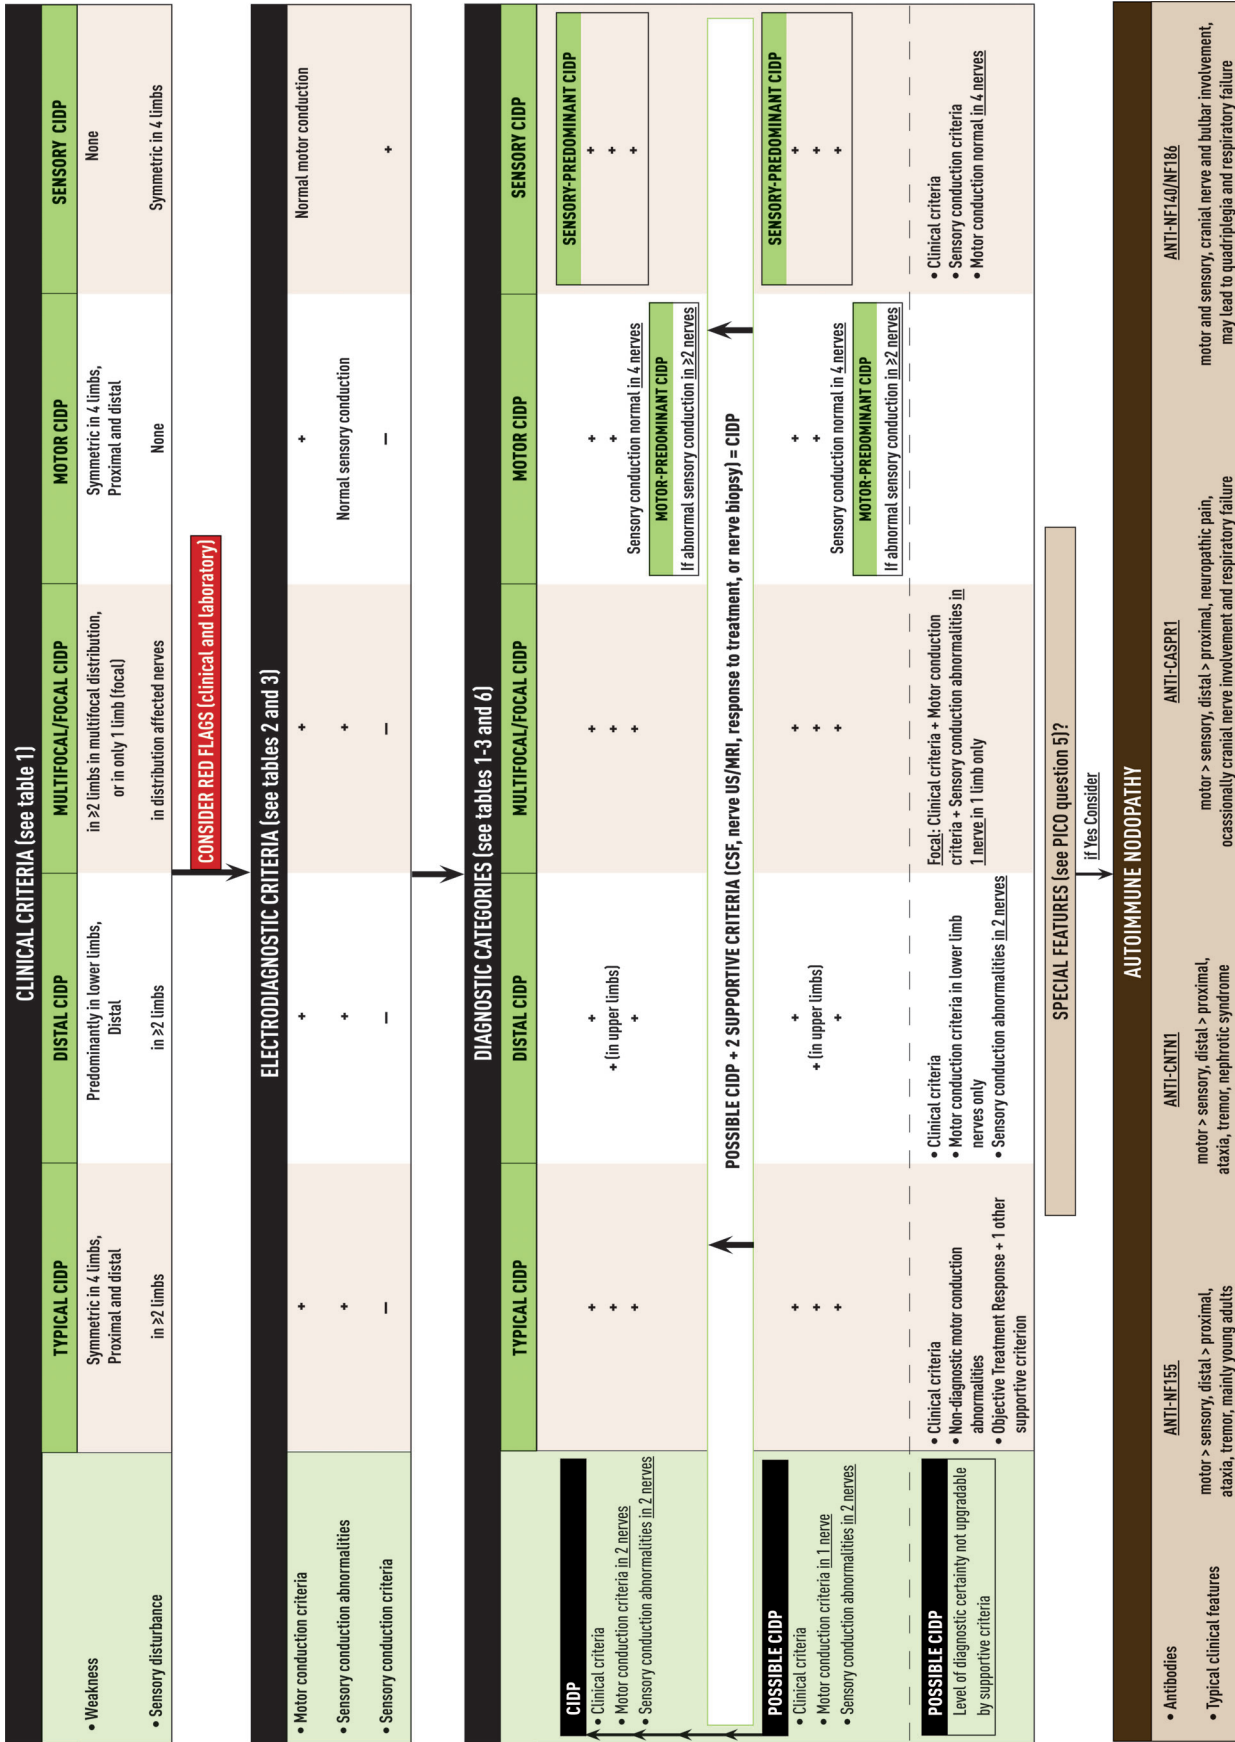 CLINICAL CRITERIA (see table 1)
TYPICAL CIDP
DISTAL CIDP
MULTIFOCAL/FOCAL CIDP
MOTOR CIDP
SENSORY CIDP
• Weakness
Symmetric in 4 limbs,
Proximal and distal
Predominantly in lower limbs,
Distal
in ≥2 limbs in multifocal distribution,
or in only 1 limb (focal)
Symmetric in 4 limbs,
Proximal and distal
None
• Sensory disturbance
in ≥2 limbs
in ≥2 limbs
in distribution affected nerves
None
Symmetric in 4 limbs
CONSIDER RED FLAGS (clinical and laboratory)
ELECTRODIAGNOSTIC CRITERIA (see tables 2 and 3)
• Motor conduction criteria
+
+
+
+
Normal motor conduction
• Sensory conduction abnormalities
+
+
+
Normal sensory conduction
• Sensory conduction criteria
—
—
—
—
+
DIAGNOSTIC CATEGORIES (see tables 1-3 and 6)
TYPICAL CIDP
DISTAL CIDP
MULTIFOCAL/FOCAL CIDP
MOTOR CIDP
SENSORY CIDP
CIDP
• Clinical criteria
• Motor conduction criteria in 2 nerves
• Sensory conduction abnormalities in 2 nerves
+
+
+
+
+ (in upper limbs)
+
+
+
+
+
+
Sensory conduction normal in 4 nerves
MOTOR-PREDOMINANT CIDP
If abnormal sensory conduction in ≥2 nerves
SENSORY-PREDOMINANT CIDP
+
+
+
POSSIBLE CIDP + 2 SUPPORTIVE CRITERIA (CSF, nerve US/MRI, response to treatment, or nerve biopsy) = CIDP
POSSIBLE CIDP
• Clinical criteria
• Motor conduction criteria in 1 nerve
• Sensory conduction abnormalities in 2 nerves
+
+
+
+
+ (in upper limbs)
+
+
+
+
+
+
Sensory conduction normal in 4 nerves
MOTOR-PREDOMINANT CIDP
If abnormal sensory conduction in ≥2 nerves
SENSORY-PREDOMINANT CIDP
+
+
+
POSSIBLE CIDP
Level of diagnostic certainty not upgradable
by supportive criteria
• Clinical criteria
• Non-diagnostic motor conduction
abnormalities
• Objective Treatment Response + 1 other
supportive criterion
• Clinical criteria
• Motor conduction criteria in lower limb
nerves only
• Sensory conduction abnormalities in 2 nerves
Focal: Clinical criteria + Motor conduction
criteria + Sensory conduction abnormalities in
1 nerve in 1 limb only
• Clinical criteria
• Sensory conduction criteria
• Motor conduction normal in 4 nerves
SPECIAL FEATURES (see PICO question 5)?
if Yes Consider
AUTOIMMUNE NODOPATHY
• Antibodies
ANTI-NF155
ANTI-CNTN1
ANTI-CASPR1
ANTI-NF140/NF186
• Typical clinical features
motor > sensory, distal > proximal,
ataxia, tremor, mainly young adults
motor > sensory, distal > proximal,
ataxia, tremor, nephrotic syndrome
motor > sensory, distal > proximal, neuropathic pain,
ocassionally cranial nerve involvement and respiratory failure
motor and sensory, cranial nerve and bulbar involvement,
may lead to quadriplegia and respiratory failure